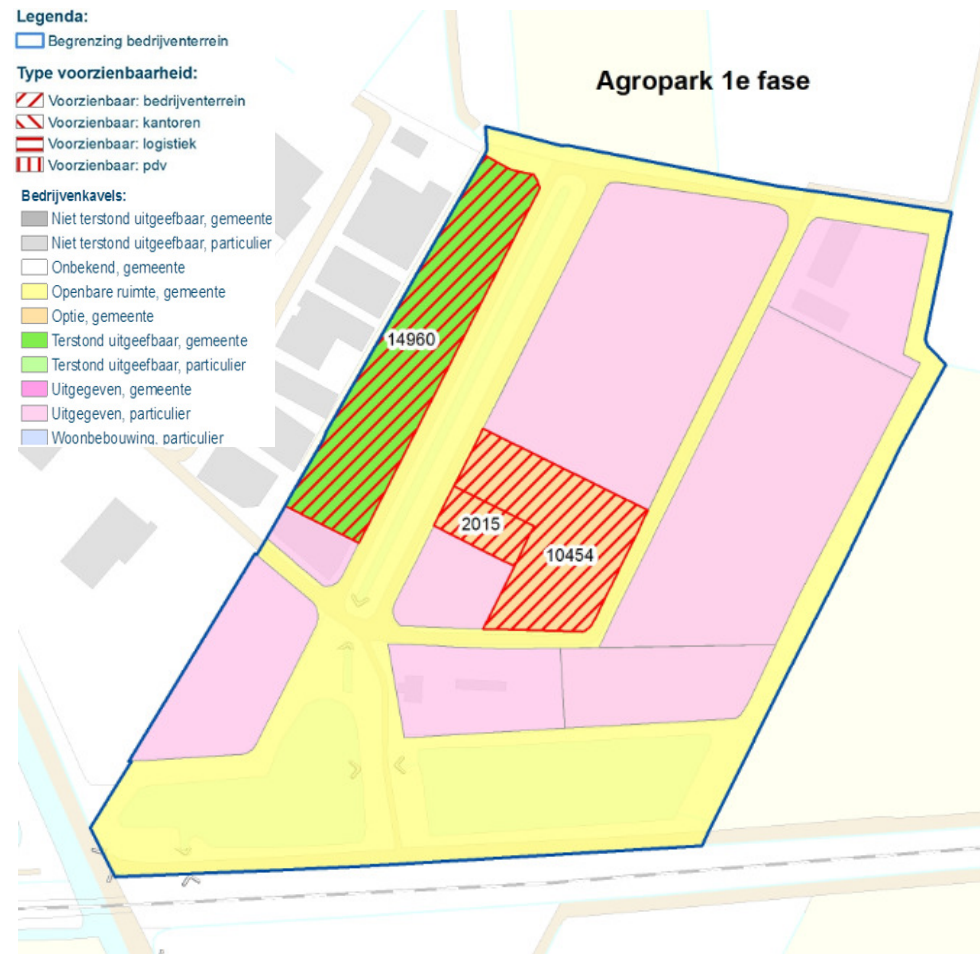 Legenda:
Begrenzing bedrijventerrein
Type voorzienbaarheid:
Voorzienbaar: bedrijventerrein
Voorzienbaar: kantoren
Voorzienbaar: logistiek
Voorzienbaar: pdv
Bedrijvenkavels:
Niet terstond uitgeefbaar, gemeente
Niet terstond uitgeefbaar, particulier
Onbekend, gemeente
Openbare ruimte, gemeente
Optie, gemeente
Terstond uitgeefbaar, gemeente
Terstond uitgeefbaar, particulier
Uitgegeven, gemeente
Uitgegeven, particulier
Woonbebouwing, particulier
Agropark 1e fase
14960
2015
10454